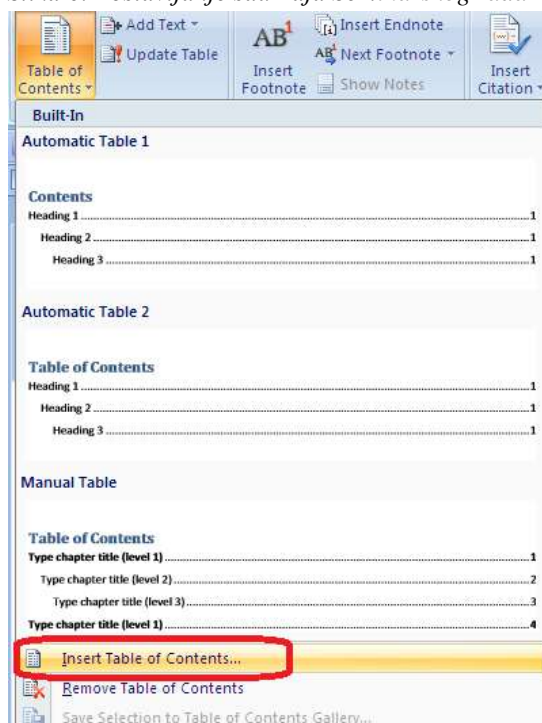 Add Text
Insert Endnote
Update Table
AB1
Next Footnote
Table of
Contents
Insert
Footnote
Show Notes
Insert
Citation
Built-In
Automatic Table 1
Contents
Heading 1 1
Heading 2 1
Heading 3 1
Automatic Table 2
Table of Contents
Heading 1 1
Heading 2 1
Heading 3 1
Manual Table
Table of Contents
Type chapter title (level 1) 1
Type chapter title (level 2) 2
Type chapter title (level 3) 3
Type chapter title (level 1) 4
Insert Table of Contents...
Remove Table of Contents
Save Selection to Table of Contents Gallery...